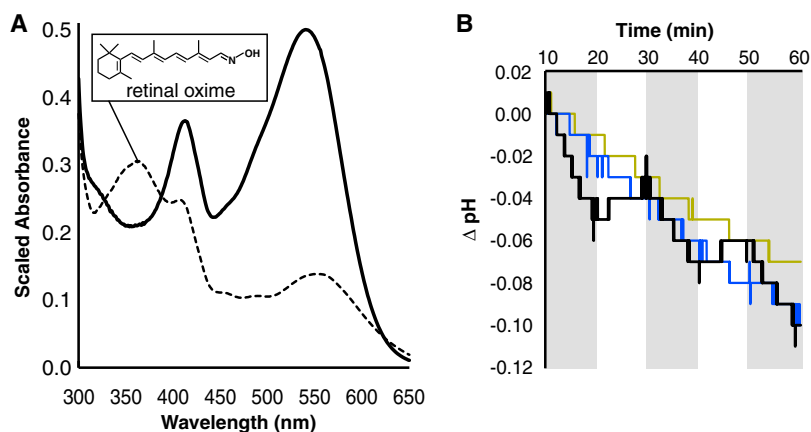 A
Scaled Absorbance
0.5
0.4
0.3
0.2
0.1
0.0
N
OH
retinal oxime
300 350 400 450 500 550 600 650
Wavelength (nm)
B
Time (min)
10 20 30 40 50 60
Δ pH
0.02
0.00
-0.02
-0.04
-0.06
-0.08
-0.10
-0.12